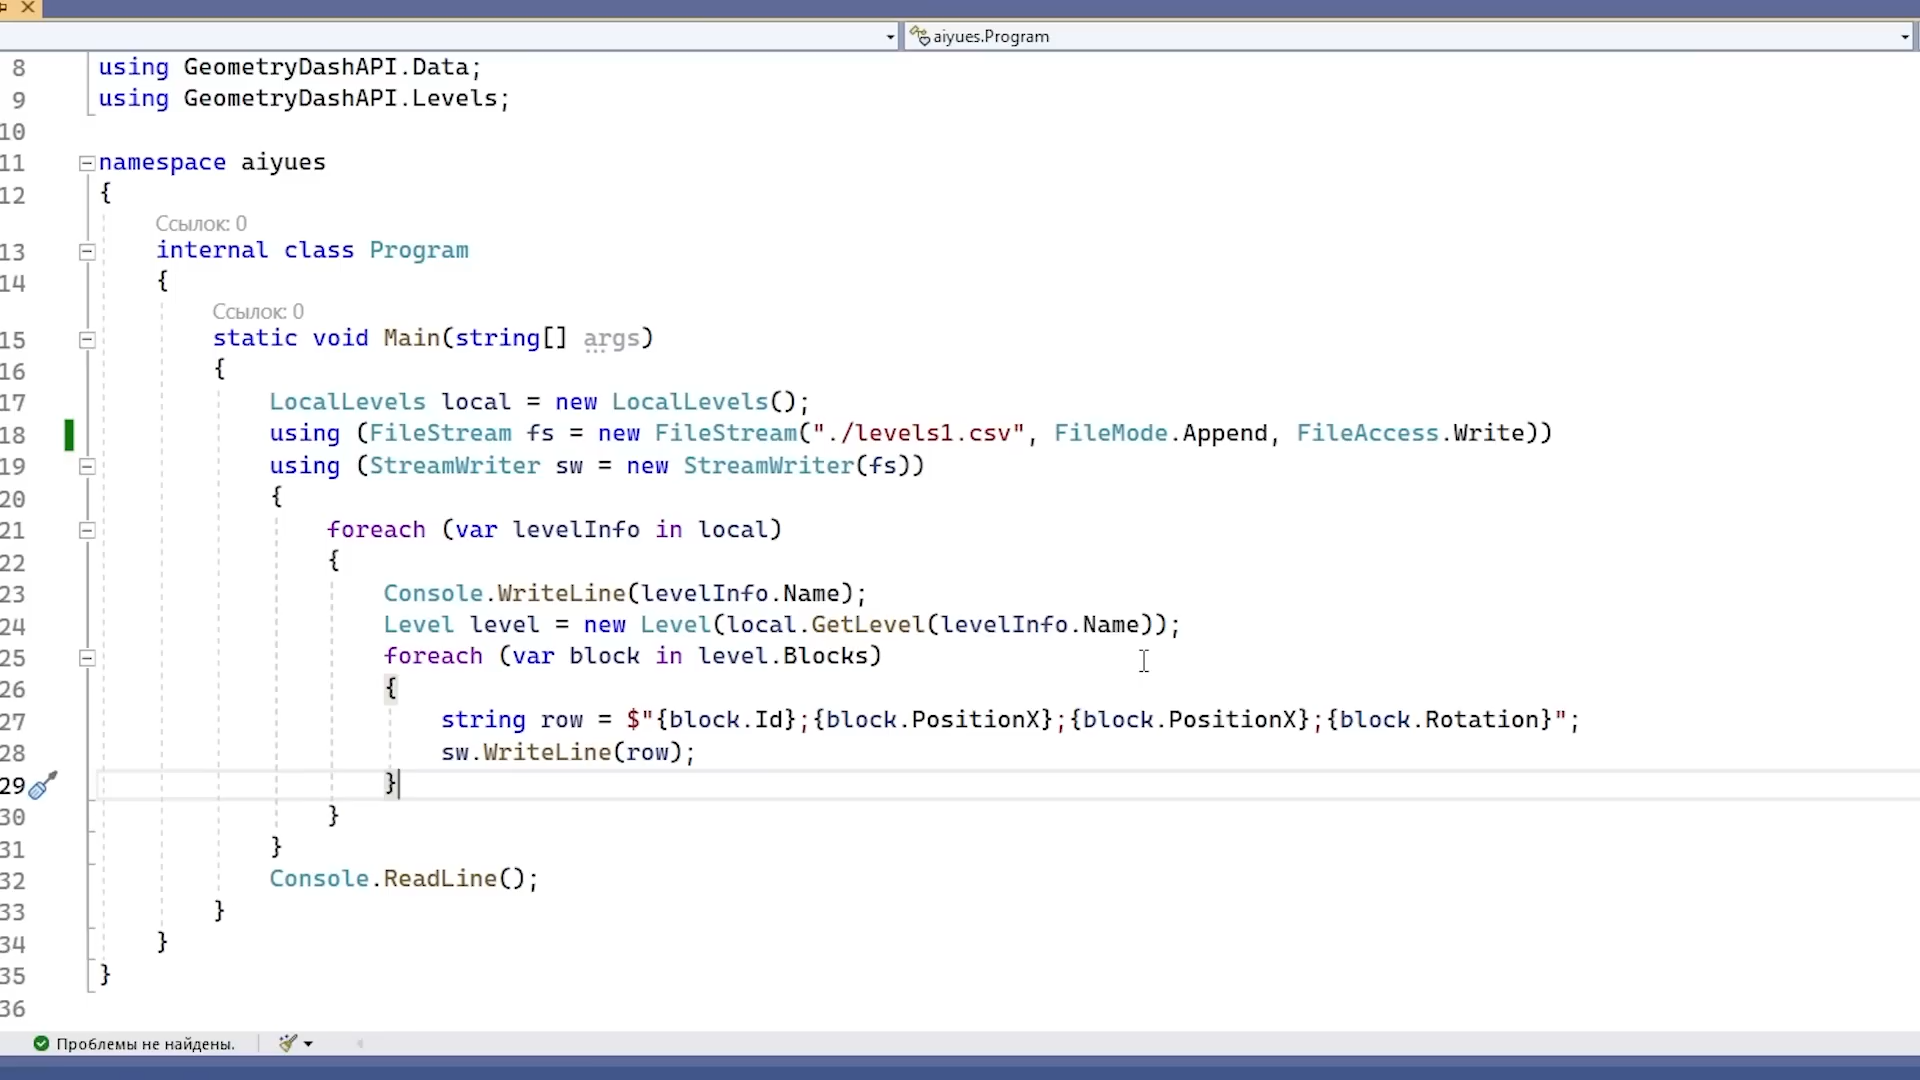 aiyues.Program
8 using GeometryDashAPI.Data;
9 using GeometryDashAPI.Levels;
10
11 namespace aiyues
12 {
Ссылок: 0
13 internal class Program
14 {
Ссылок: 0
15 static void Main(string[] args)
16 {
17 LocalLevels local = new LocalLevels();
18 using (FileStream fs = new FileStream("./levels1.csv", FileMode.Append, FileAccess.Write))
19 using (StreamWriter sw = new StreamWriter(fs))
20 {
21 foreach (var levelInfo in local)
22 {
23 Console.WriteLine(levelInfo.Name);
24 Level level = new Level(local.GetLevel(levelInfo.Name));
25 foreach (var block in level.Blocks)
26 {
27 string row = $"{block.Id};{block.PositionX};{block.PositionX};{block.Rotation}";
28 sw.WriteLine(row);
29 }
30 }
31 }
32 Console.ReadLine();
33 }
34 }
35 }
36
Проблемы не найдены.